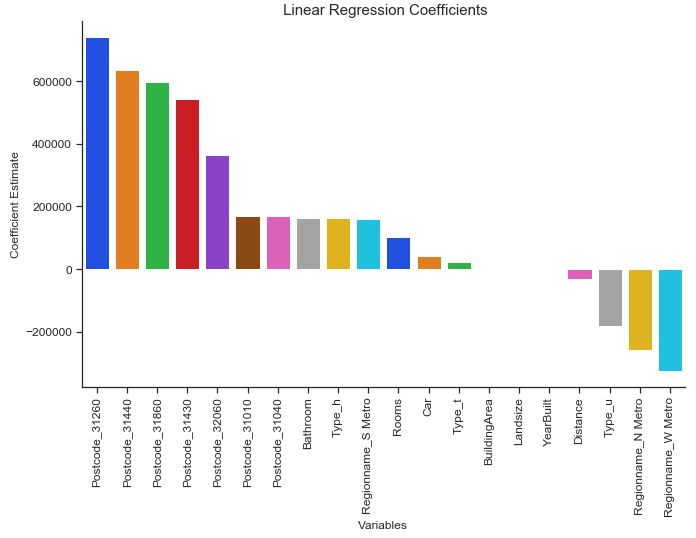 Linear Regression Coefficients
Coefficient Estimate
600000
400000
200000
0
−200000
Postcode_31260
Postcode_31440
Postcode_31860
Postcode_31430
Postcode_32060
Postcode_31010
Postcode_31040
Bathroom
Type_h
Regionname_S Metro
Rooms
Car
Type_t
BuildingArea
Landsize
YearBuilt
Distance
Type_u
Regionname_N Metro
Regionname_W Metro
Variables